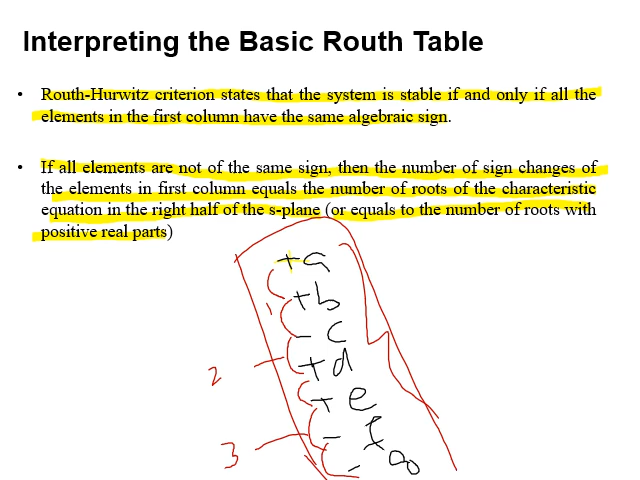 Interpreting the Basic Routh Table
• Routh-Hurwitz criterion states that the system is stable if and only if all the
elements in the first column have the same algebraic sign.
• If all elements are not of the same sign, then the number of sign changes of
the elements in first column equals the number of roots of the characteristic
equation in the right half of the s-plane (or equals to the number of roots with
positive real parts)
+a
+b
1
- c
+d
2
+ e
- f
3
-